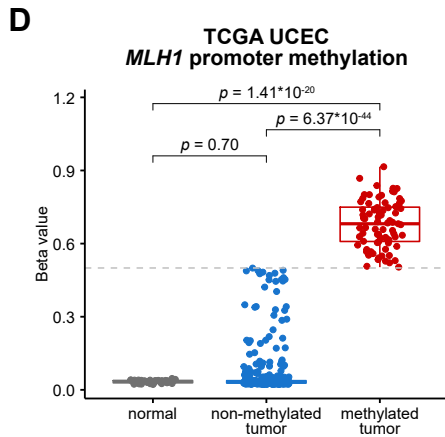 D
TCGA UCEC
MLH1 promoter methylation
1.2
p = 1.41*10-20
p = 6.37*10-44
p = 0.70
0.9
0.6
0.3
0.0
Beta value
normal
non-methylated
tumor
methylated
tumor